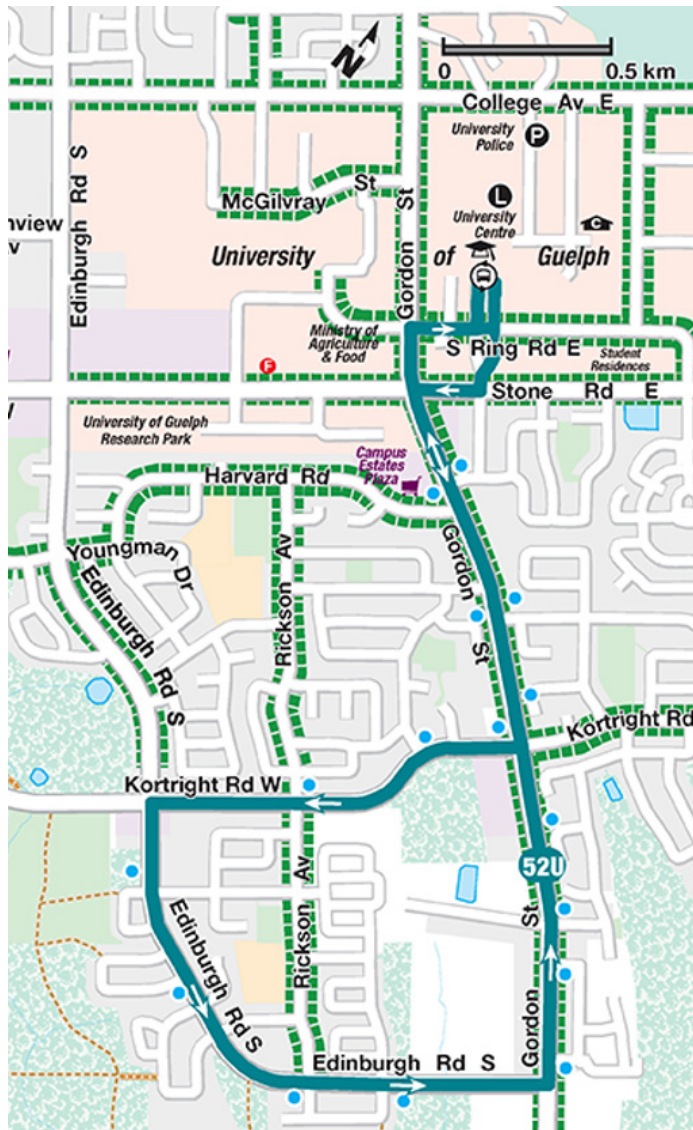 N
0 0.5 km
College Av E
University
Police
P
Edinburgh Rd S
McGilvray St
Gordon St
L
University
Centre
C
nview
v
University of Guelph
Ministry of
Agriculture
& Food
S Ring Rd E
Student
Residences
F
Stone Rd E
University of Guelph
Research Park
Campus
Estates
Plaza
Harvard Rd
Gordon St
Youngman Dr
Edinburgh Rd S
Rickson Av
Kortright Rd
Kortright Rd W
52U
Rickson Av
Edinburgh Rd S
Gordon St
Edinburgh Rd S